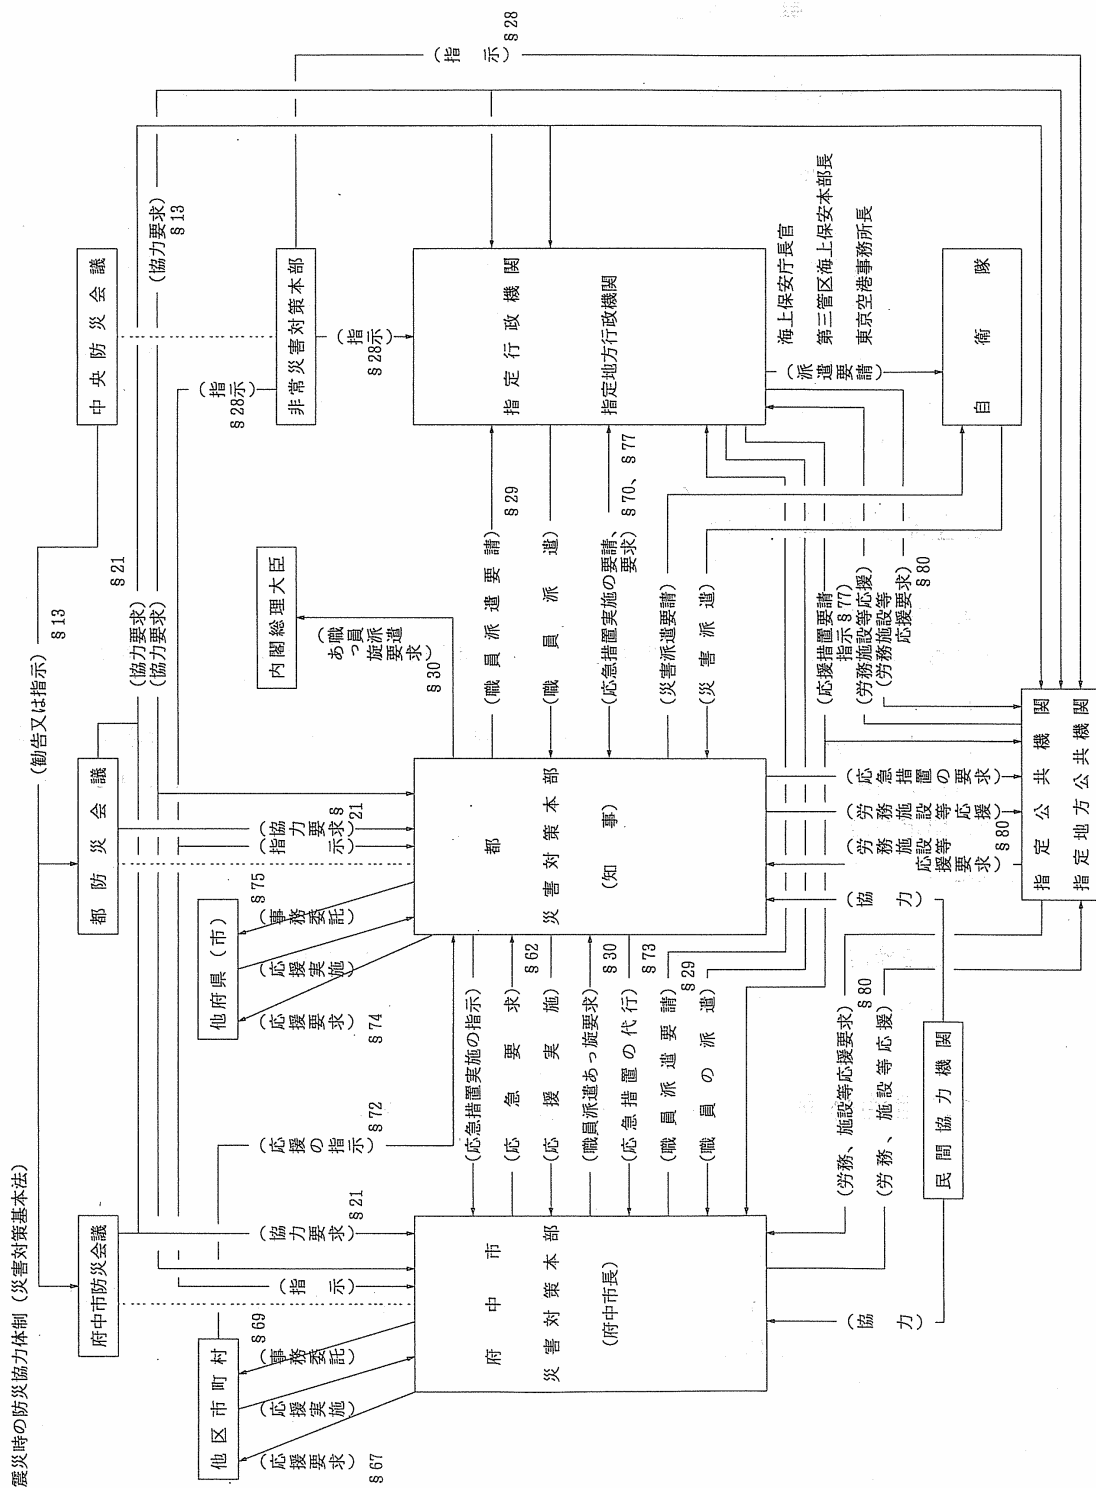 震災時の防災協力体制（災害対策基本法）
（勧告又は指示）
§13
府中市防災会議
都防災会議
中央防災会議
（協力要求）
§21
（協力要求）
（協力要求）
§13
（指示）
§28
（指示）
§28
他区市町村
（応援要求）
§67
（応援実施）
（事務委託）
§69
（指示）
（協力要求）
§21
（応援の指示）
§72
他府県（市）
（応援要求）
§74
（応援実施）
（事務委託）
§75
（指示）
（協力要求）
§21
内閣総理大臣
（職員派遣あっ旋要求）
§30
非常災害対策本部
（指示）
§28
府中市
災害対策本部
（府中市長）
（応急措置実施の指示）
（応急要求）
§62
（応援実施）
（職員派遣あっ旋要求）
§30
（応急措置の代行）
§73
（職員派遣要請）
§29
（職員の派遣）
都
災害対策本部
（知事）
（職員派遣要請）
§29
（職員派遣）
（応急措置実施の要請、要求）
§70、§77
（災害派遣要請）
（災害派遣）
指定行政機関
指定地方行政機関
海上保安庁長官
第三管区海上保安本部長
東京空港事務所長
（派遣要請）
自衛隊
（応援措置要請
指示§77）
（労務施設等応援）
（労務施設等
応援要求）
§80
（応急措置の要求）
（労務施設等応援）
（労務施設等
応援要求）
§80
（協力）
（労務、施設等応援要求）
§80
（労務、施設等応援）
（協力）
民間協力機関
指定公共機関
指定地方公共機関